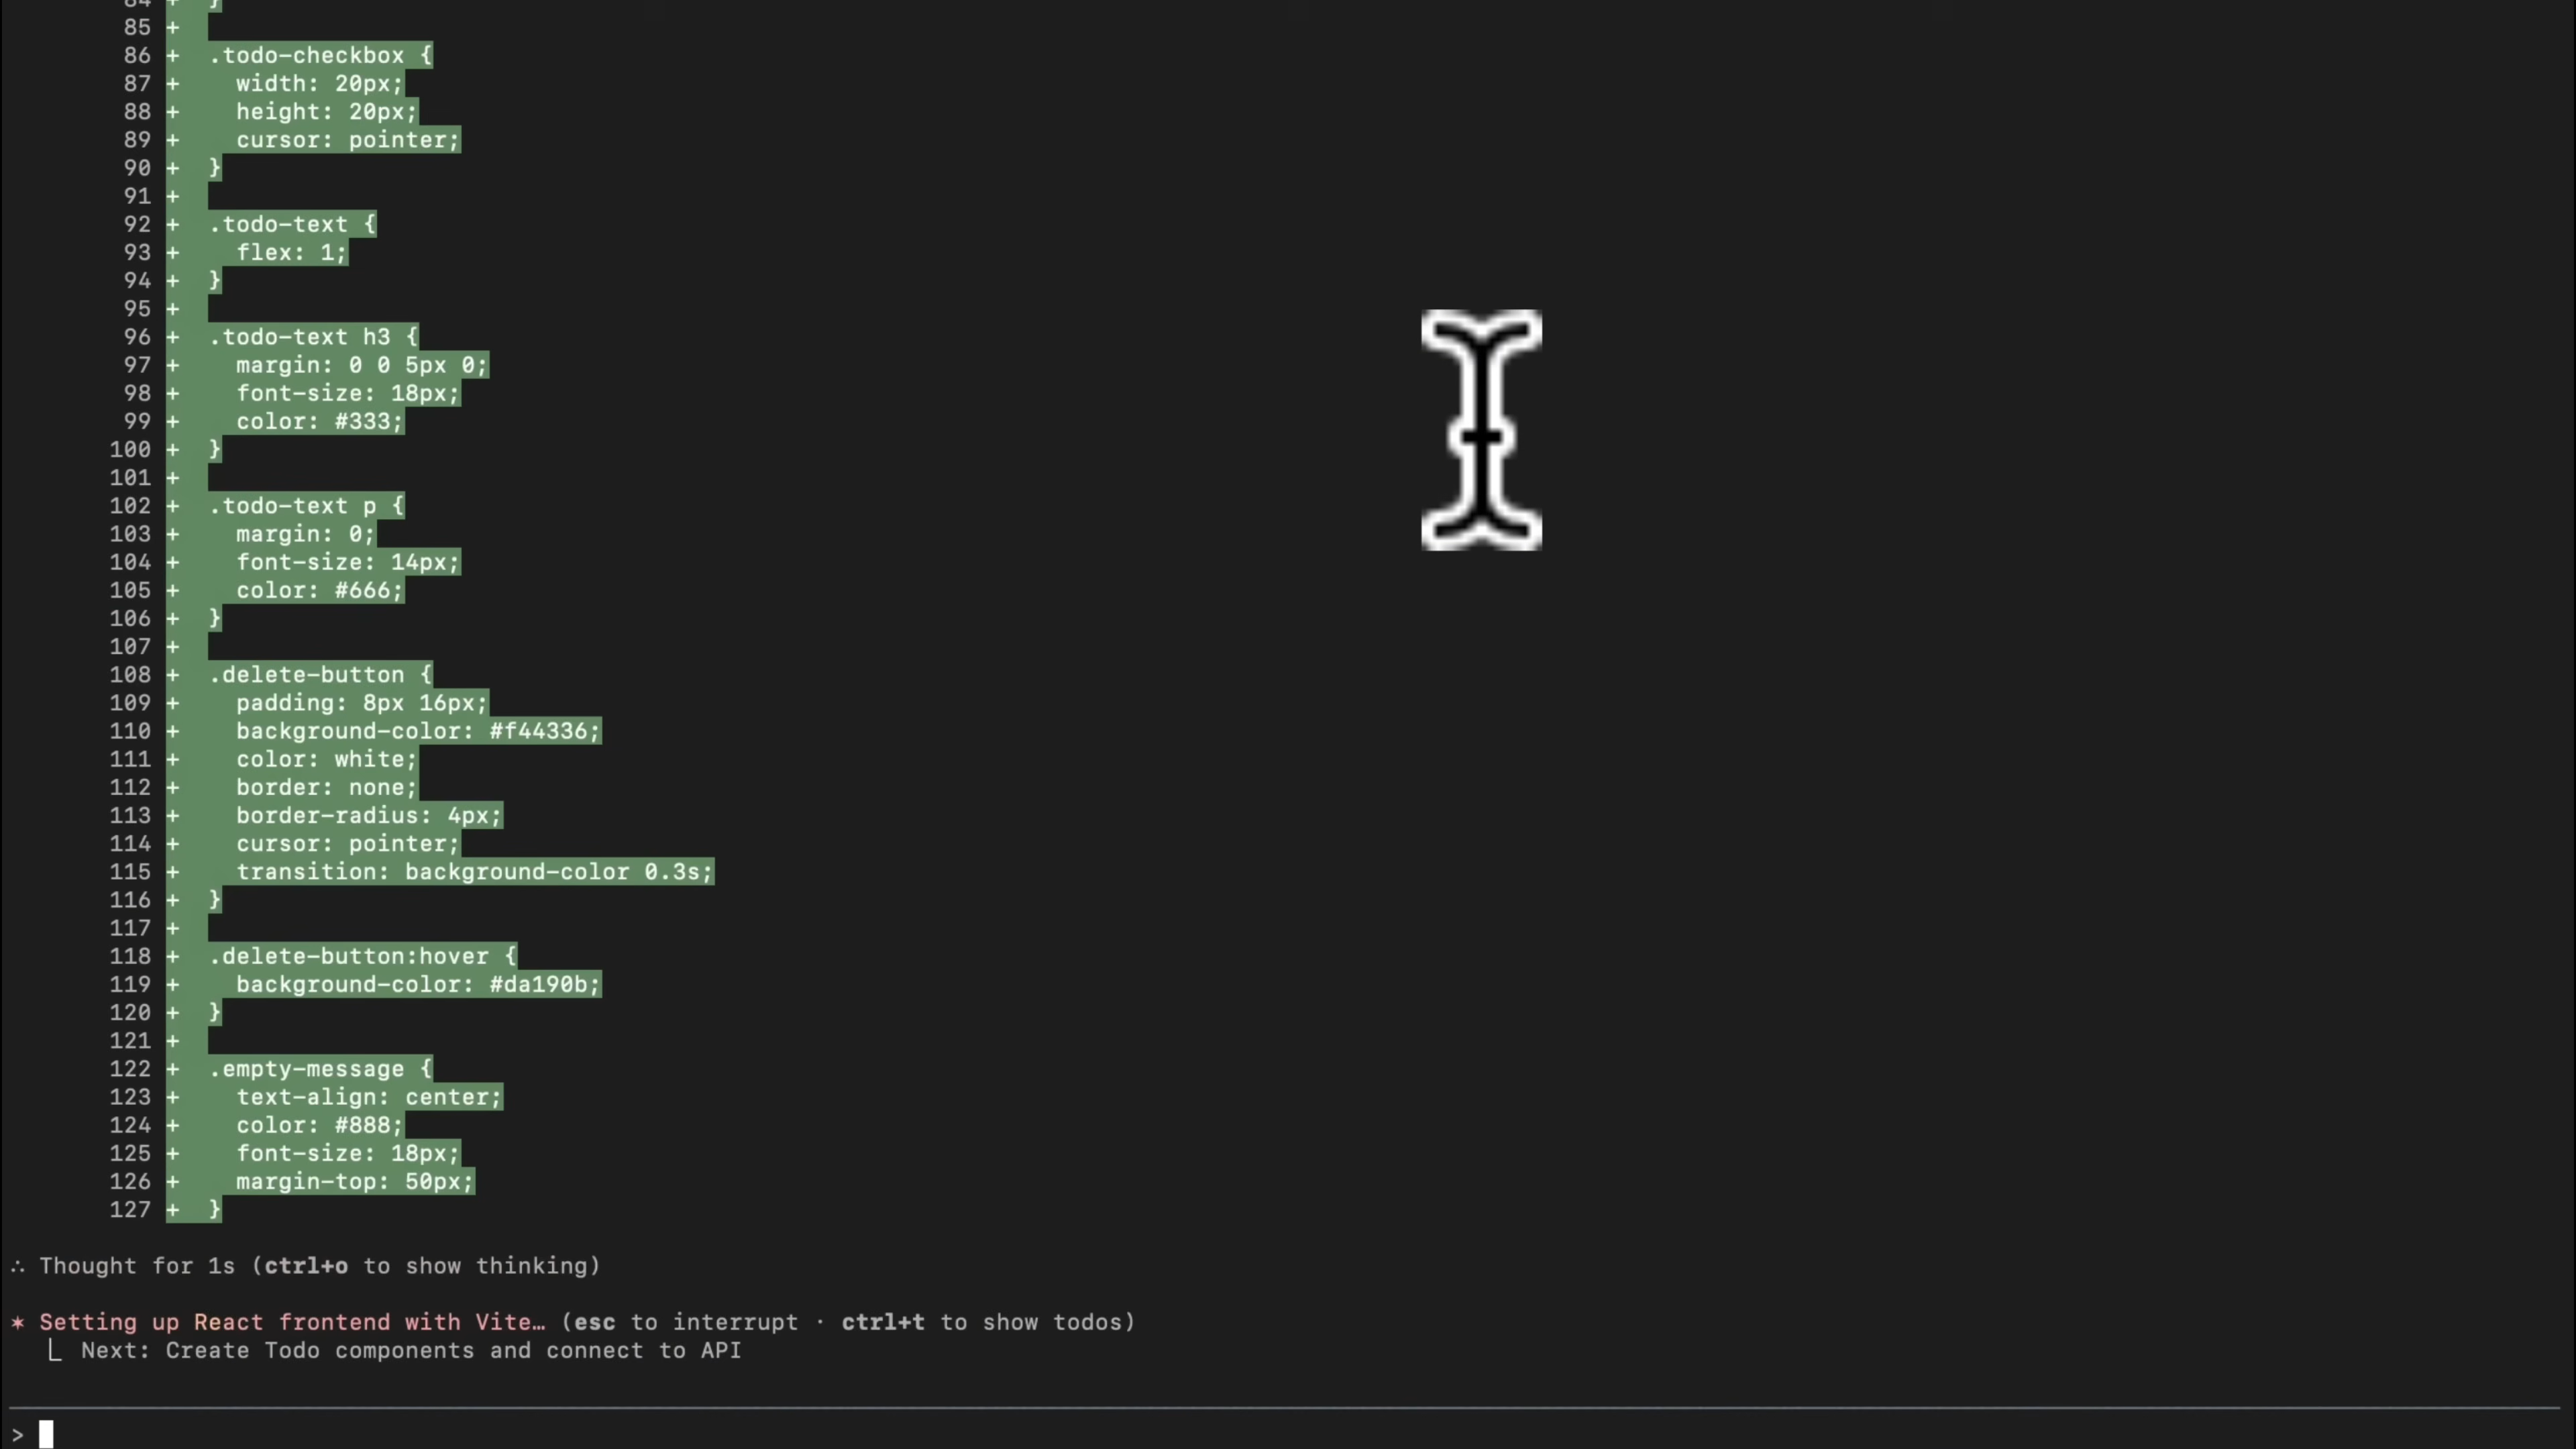 84 + }
85 +
86 + .todo-checkbox {
87 + width: 20px;
88 + height: 20px;
89 + cursor: pointer;
90 + }
91 +
92 + .todo-text {
93 + flex: 1;
94 + }
95 +
96 + .todo-text h3 {
97 + margin: 0 0 5px 0;
98 + font-size: 18px;
99 + color: #333;
100 + }
101 +
102 + .todo-text p {
103 + margin: 0;
104 + font-size: 14px;
105 + color: #666;
106 + }
107 +
108 + .delete-button {
109 + padding: 8px 16px;
110 + background-color: #f44336;
111 + color: white;
112 + border: none;
113 + border-radius: 4px;
114 + cursor: pointer;
115 + transition: background-color 0.3s;
116 + }
117 +
118 + .delete-button:hover {
119 + background-color: #da190b;
120 + }
121 +
122 + .empty-message {
123 + text-align: center;
124 + color: #888;
125 + font-size: 18px;
126 + margin-top: 50px;
127 + }
∴ Thought for 1s (ctrl+o to show thinking)
✶ Setting up React frontend with Vite… (esc to interrupt · ctrl+t to show todos)
⎿ Next: Create Todo components and connect to API
>